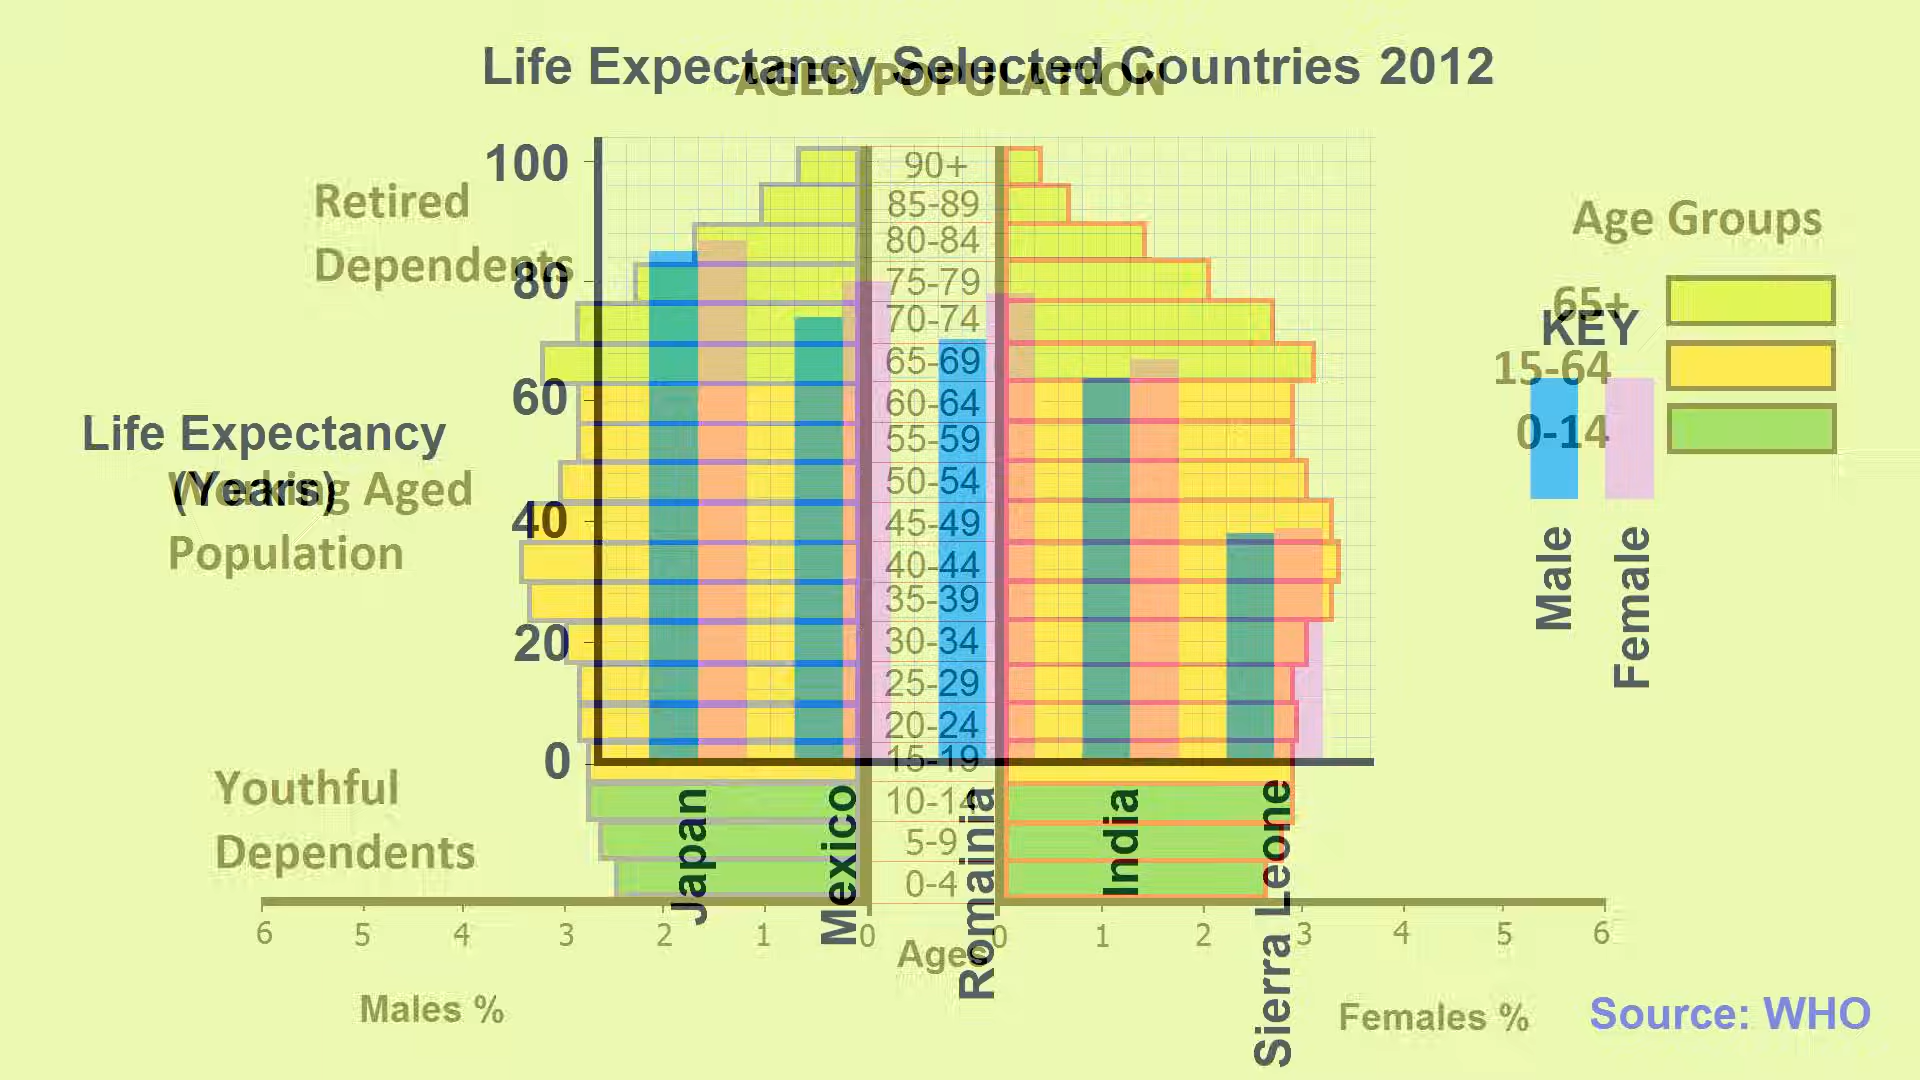 Life Expectancy Selected Countries 2012
AGED POPULATION
100
80
60
40
20
0
Life Expectancy
(Years)
Retired
Dependents
Working Aged
Population
Youthful
Dependents
90+
85-89
80-84
75-79
70-74
65-69
60-64
55-59
50-54
45-49
40-44
35-39
30-34
25-29
20-24
15-19
10-14
5-9
0-4
Age Groups
65+
15-64
0-14
KEY
Male
Female
Japan
Mexico
Romainia
India
Sierra Leone
6 5 4 3 2 1 0 0 1 2 3 4 5 6
Ages
Males %
Females %
Source: WHO